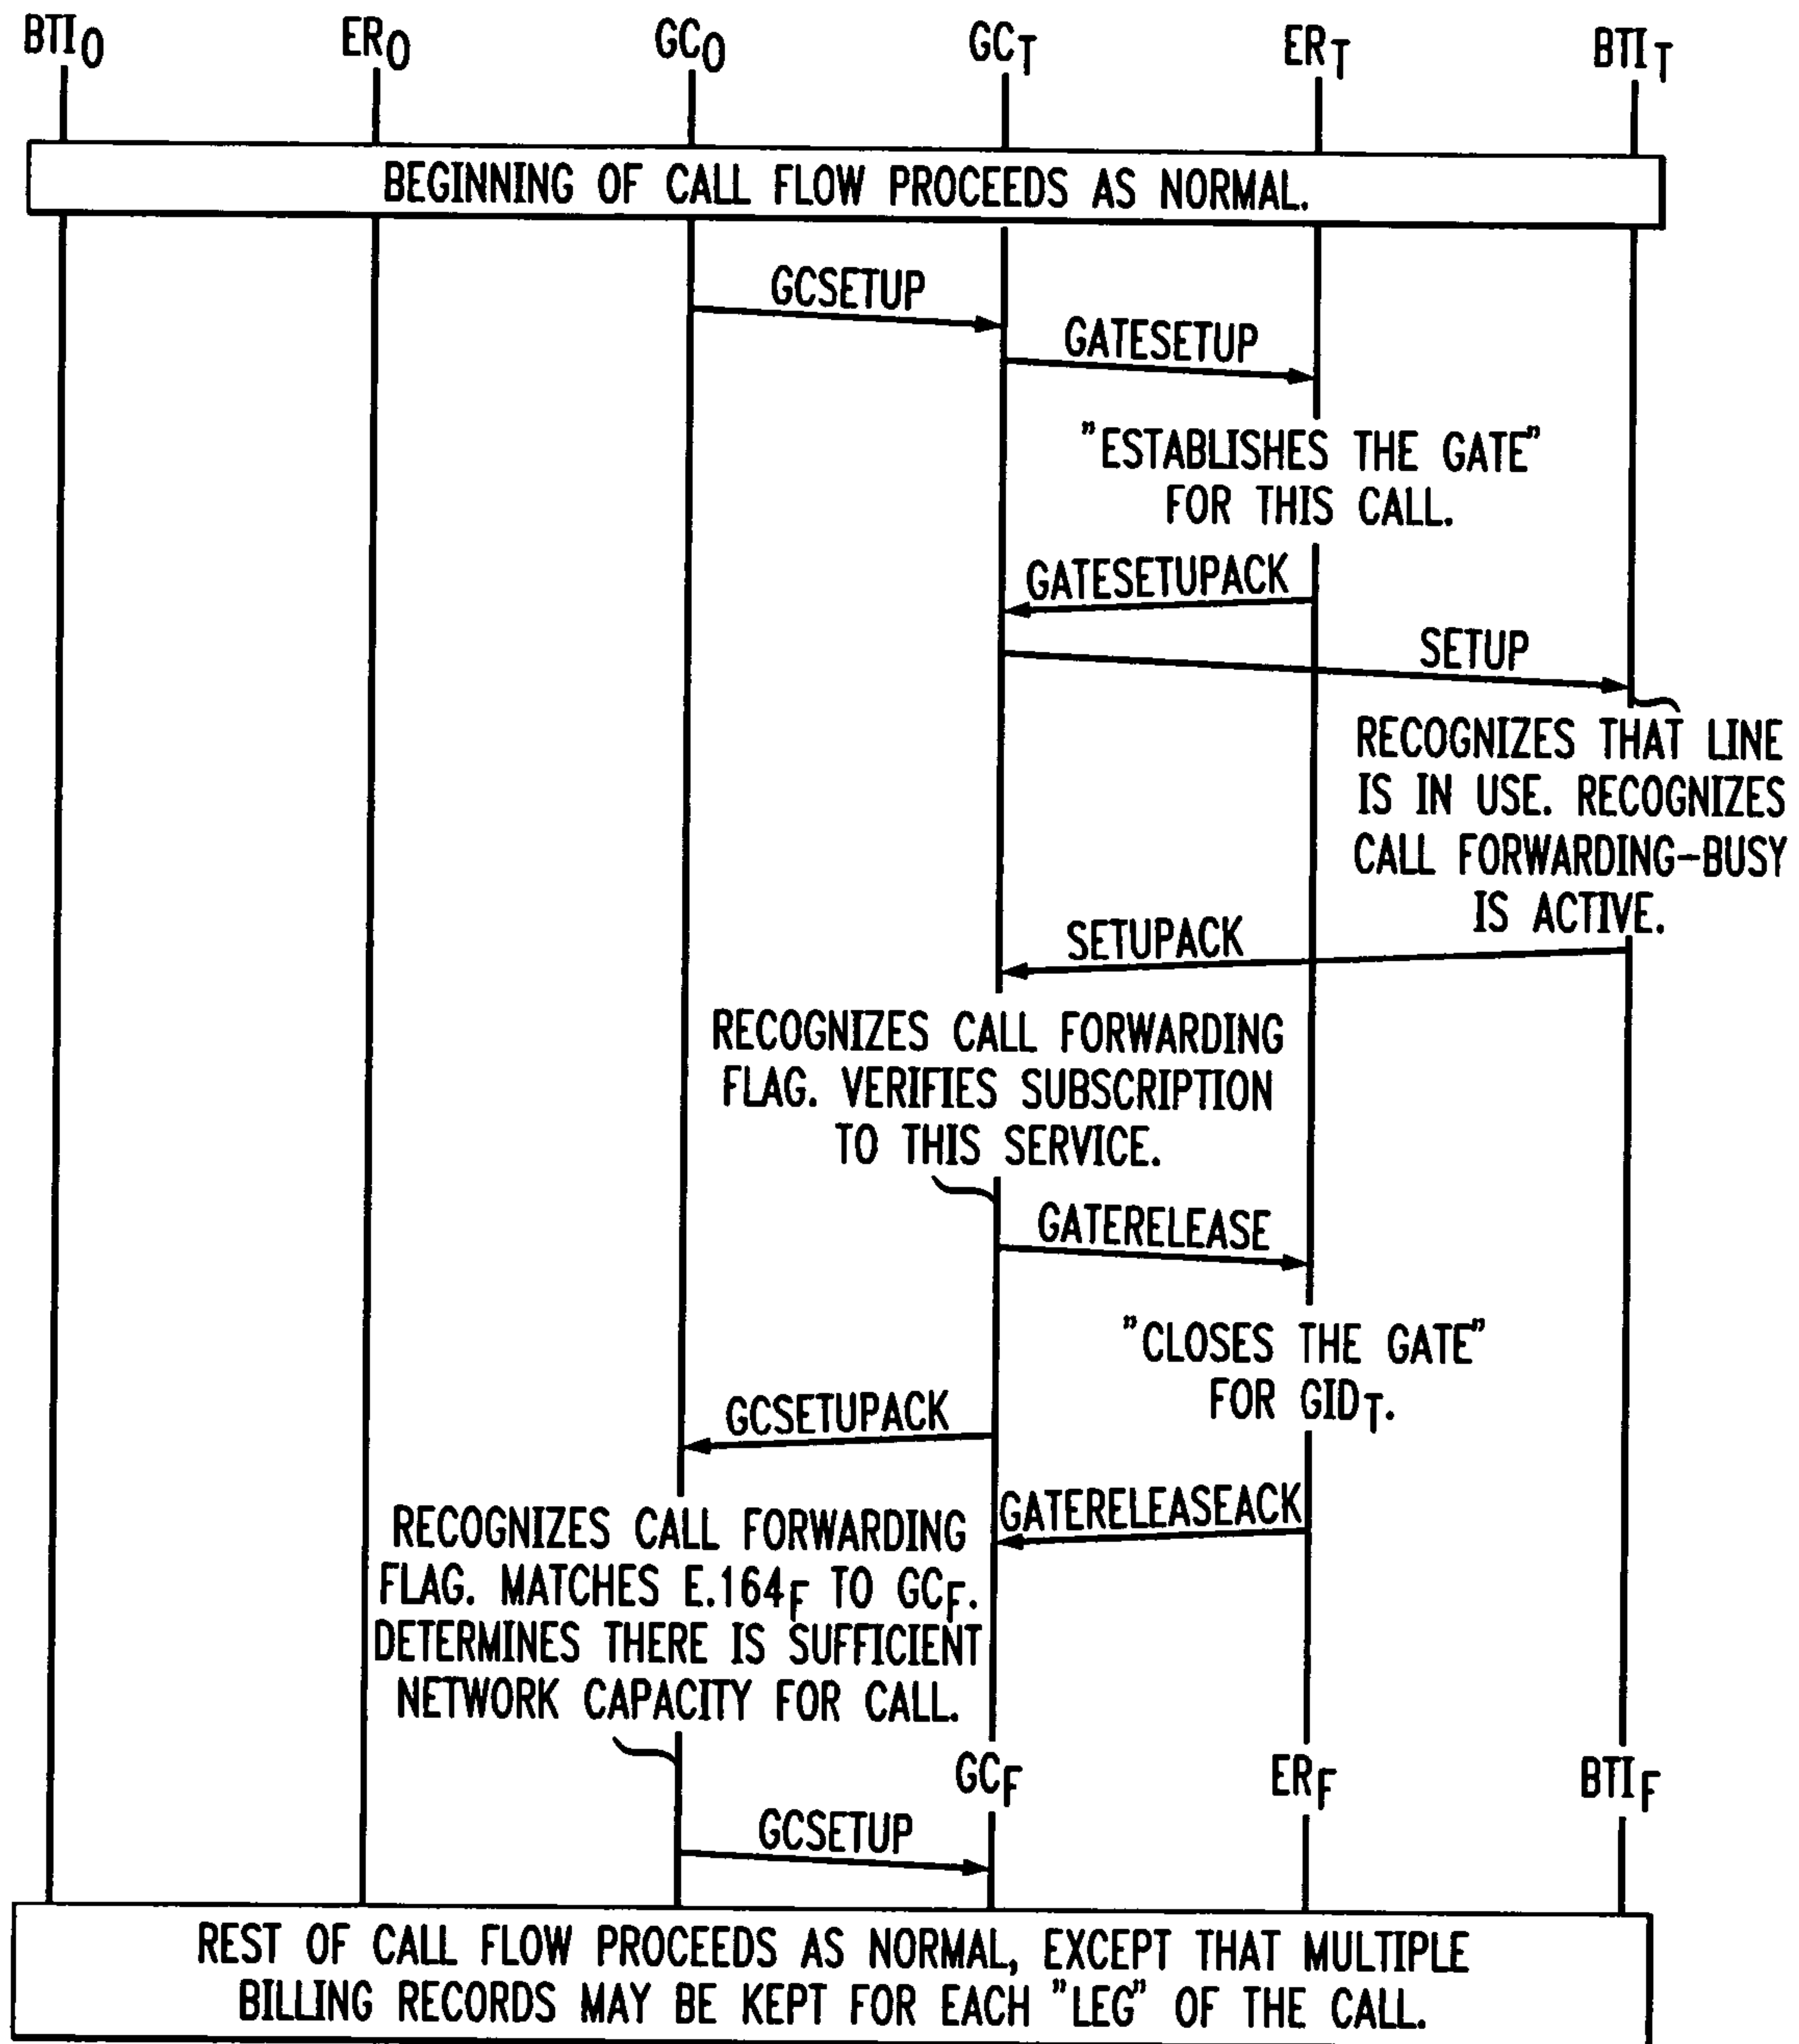 BTIO ERO GCO GCT ERT BTIT
BEGINNING OF CALL FLOW PROCEEDS AS NORMAL.
GCSETUP
GATESETUP
"ESTABLISHES THE GATE"
FOR THIS CALL.
GATESETUPACK
SETUP
RECOGNIZES THAT LINE
IS IN USE. RECOGNIZES
CALL FORWARDING-BUSY
IS ACTIVE.
SETUPACK
RECOGNIZES CALL FORWARDING
FLAG. VERIFIES SUBSCRIPTION
TO THIS SERVICE.
GATERELEASE
"CLOSES THE GATE"
FOR GIDT.
GCSETUPACK
GATERELEASEACK
RECOGNIZES CALL FORWARDING
FLAG. MATCHES E.164F TO GCF.
DETERMINES THERE IS SUFFICIENT
NETWORK CAPACITY FOR CALL.
GCF ERF BTIF
GCSETUP
REST OF CALL FLOW PROCEEDS AS NORMAL, EXCEPT THAT MULTIPLE
BILLING RECORDS MAY BE KEPT FOR EACH "LEG" OF THE CALL.